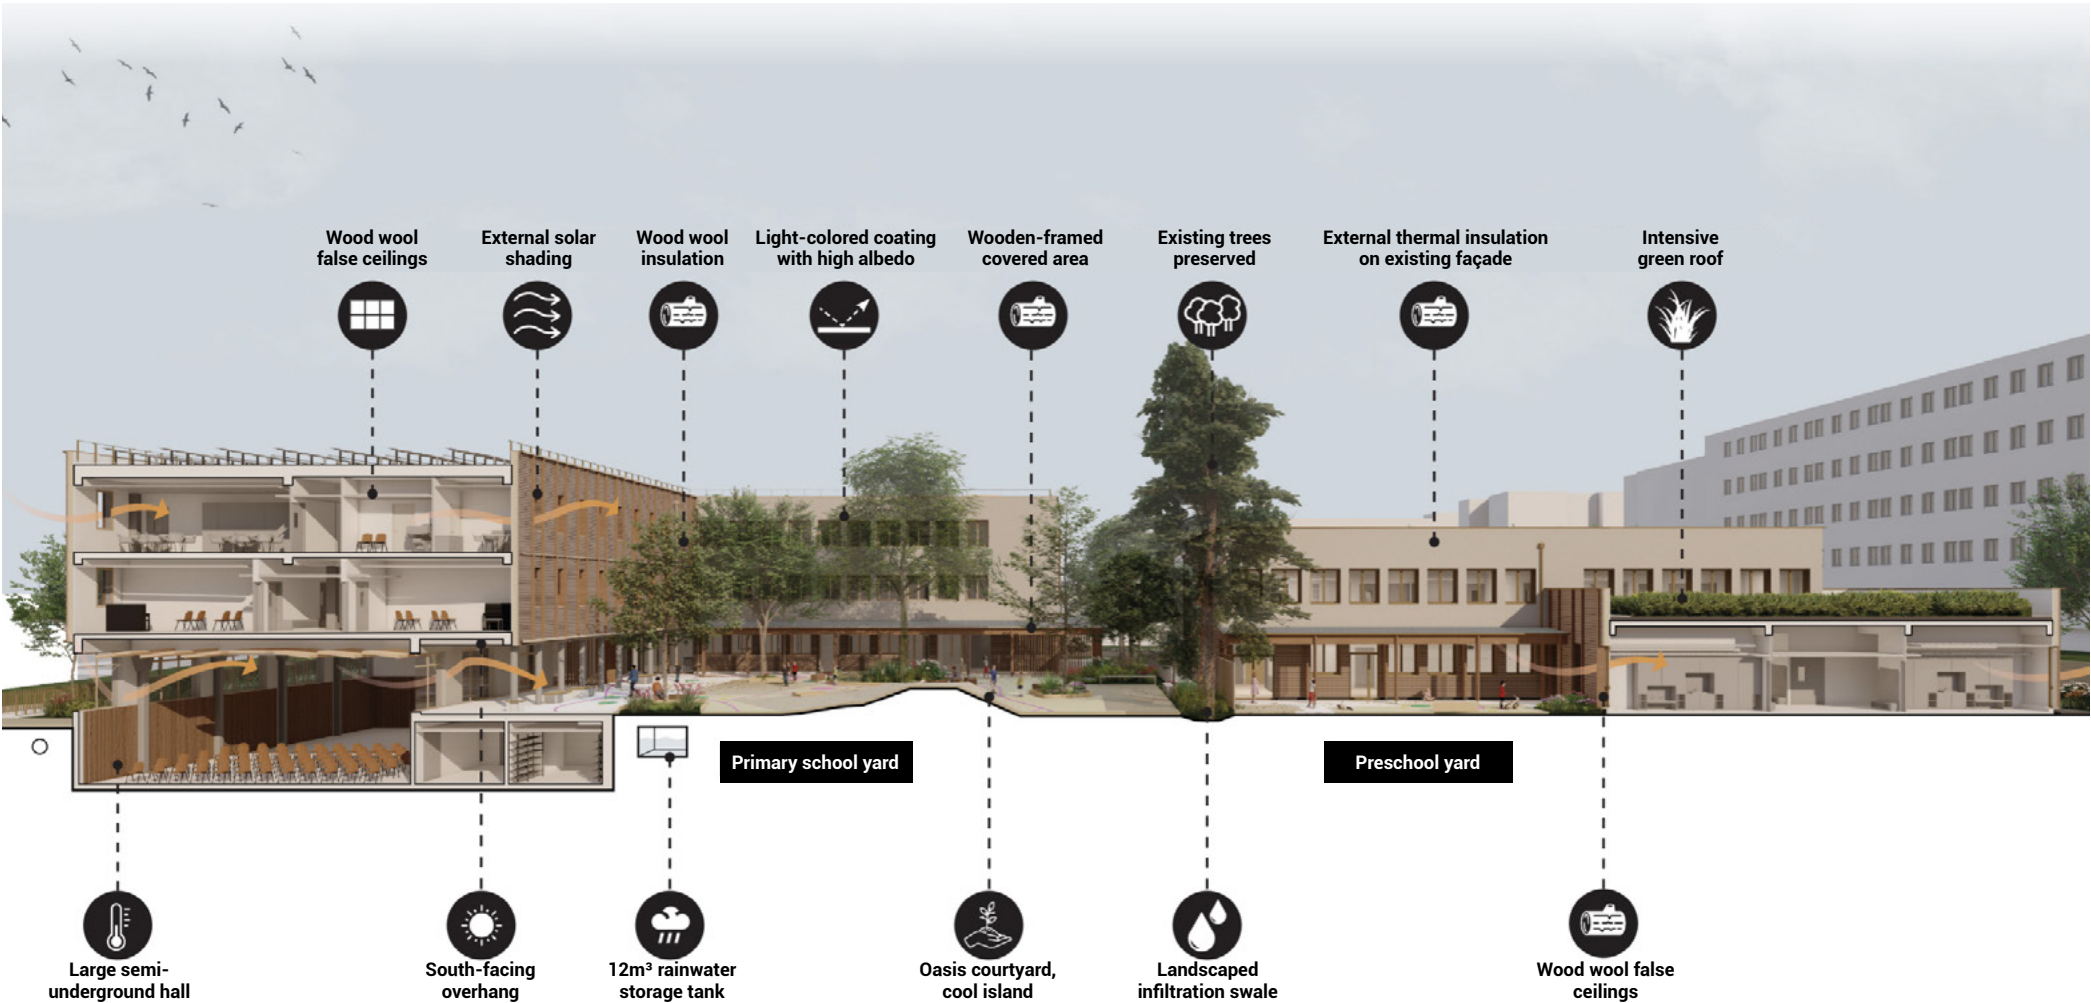 Wood wool
false ceilings
External solar
shading
Wood wool
insulation
Light-colored coating
with high albedo
Wooden-framed
covered area
Existing trees
preserved
External thermal insulation
on existing façade
Intensive
green roof
Primary school yard
Preschool yard
Large semi-
underground hall
South-facing
overhang
12m³ rainwater
storage tank
Oasis courtyard,
cool island
Landscaped
infiltration swale
Wood wool false
ceilings